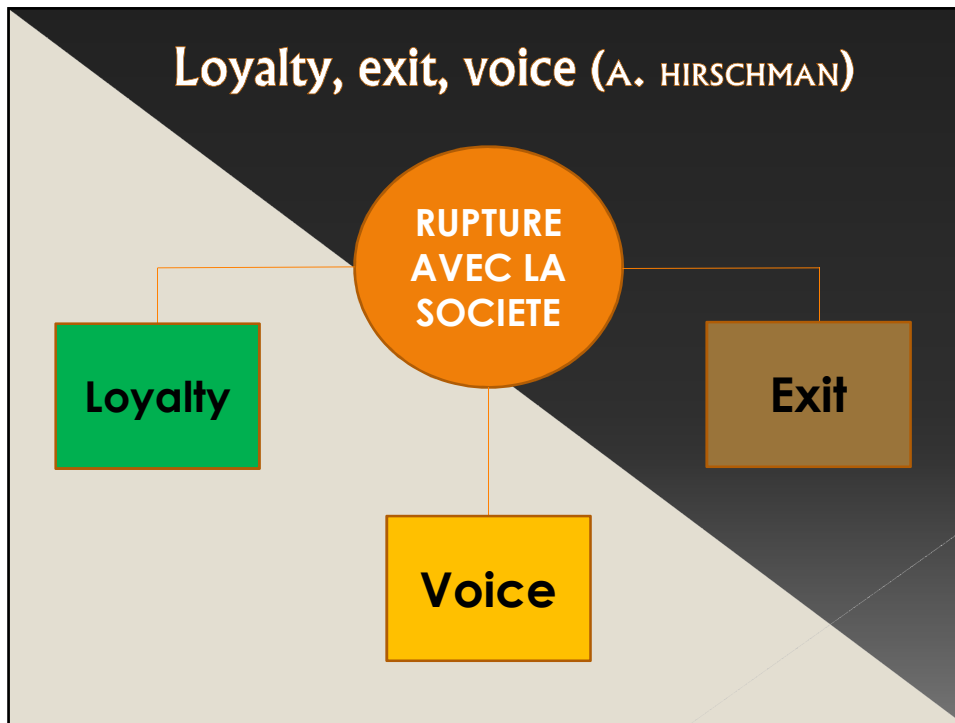 Loyalty, exit, voice (A. HIRSCHMAN)
RUPTURE
AVEC LA
SOCIETE
Loyalty
Exit
Voice